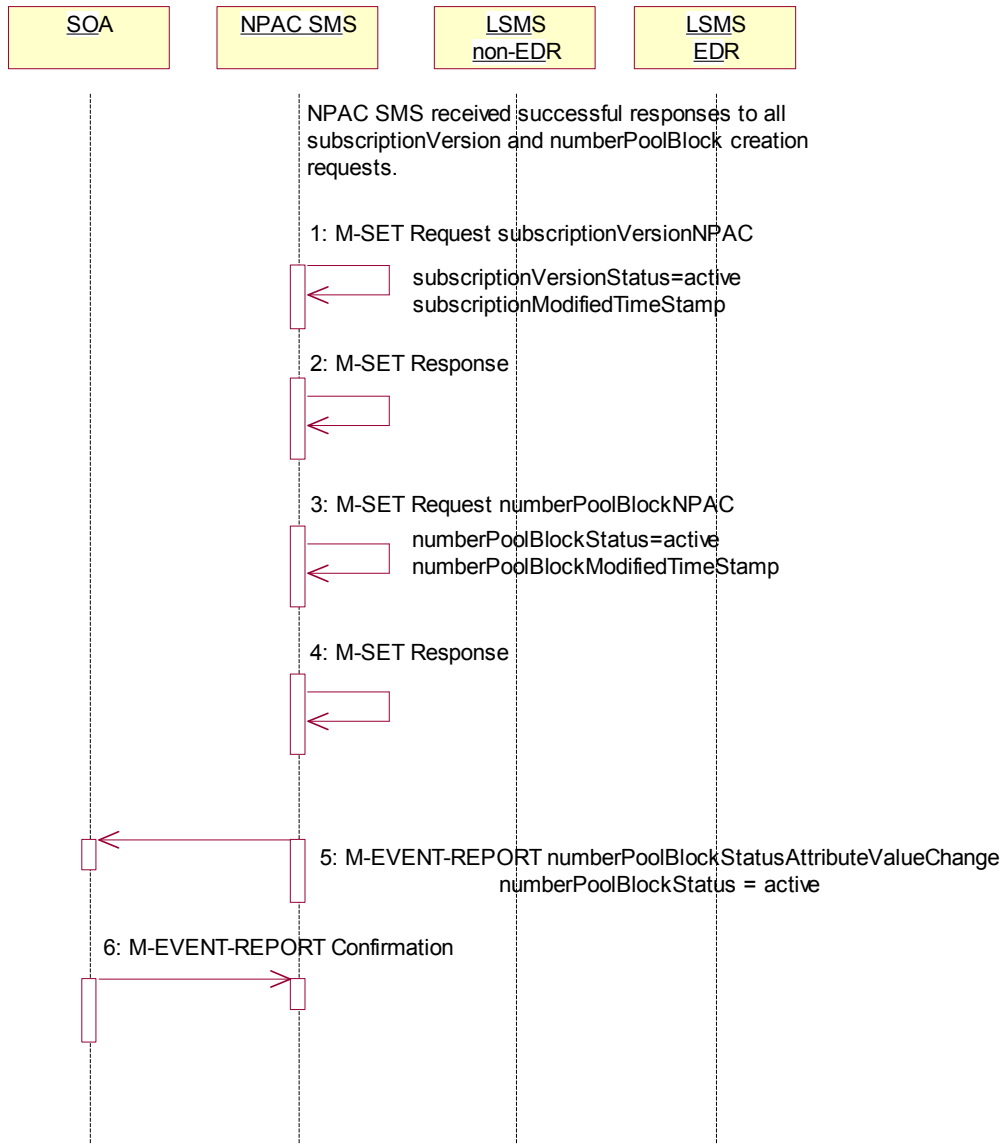 SOA
NPAC SMS
LSMS
non-EDR
LSMS
EDR
NPAC SMS received successful responses to all
subscriptionVersion and numberPoolBlock creation
requests.
1: M-SET Request subscriptionVersionNPAC
subscriptionVersionStatus=active
subscriptionModifiedTimeStamp
2: M-SET Response
3: M-SET Request numberPoolBlockNPAC
numberPoolBlockStatus=active
numberPoolBlockModifiedTimeStamp
4: M-SET Response
5: M-EVENT-REPORT numberPoolBlockStatusAttributeValueChange
numberPoolBlockStatus = active
6: M-EVENT-REPORT Confirmation